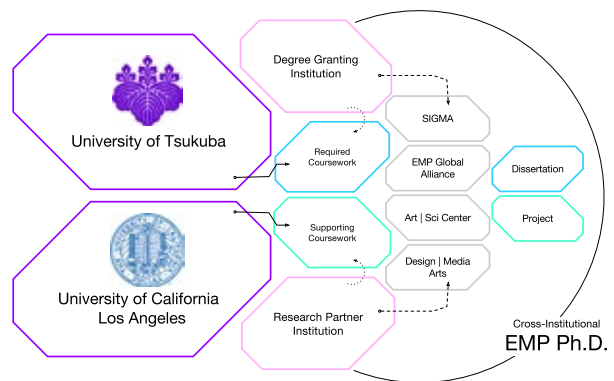 University of Tsukuba
University of California
Los Angeles
Degree Granting
Institution
Required
Coursework
Supporting
Coursework
Research Partner
Institution
SIGMA
EMP Global
Alliance
Art | Sci Center
Design | Media
Arts
Dissertation
Project
Cross-Institutional
EMP Ph.D.